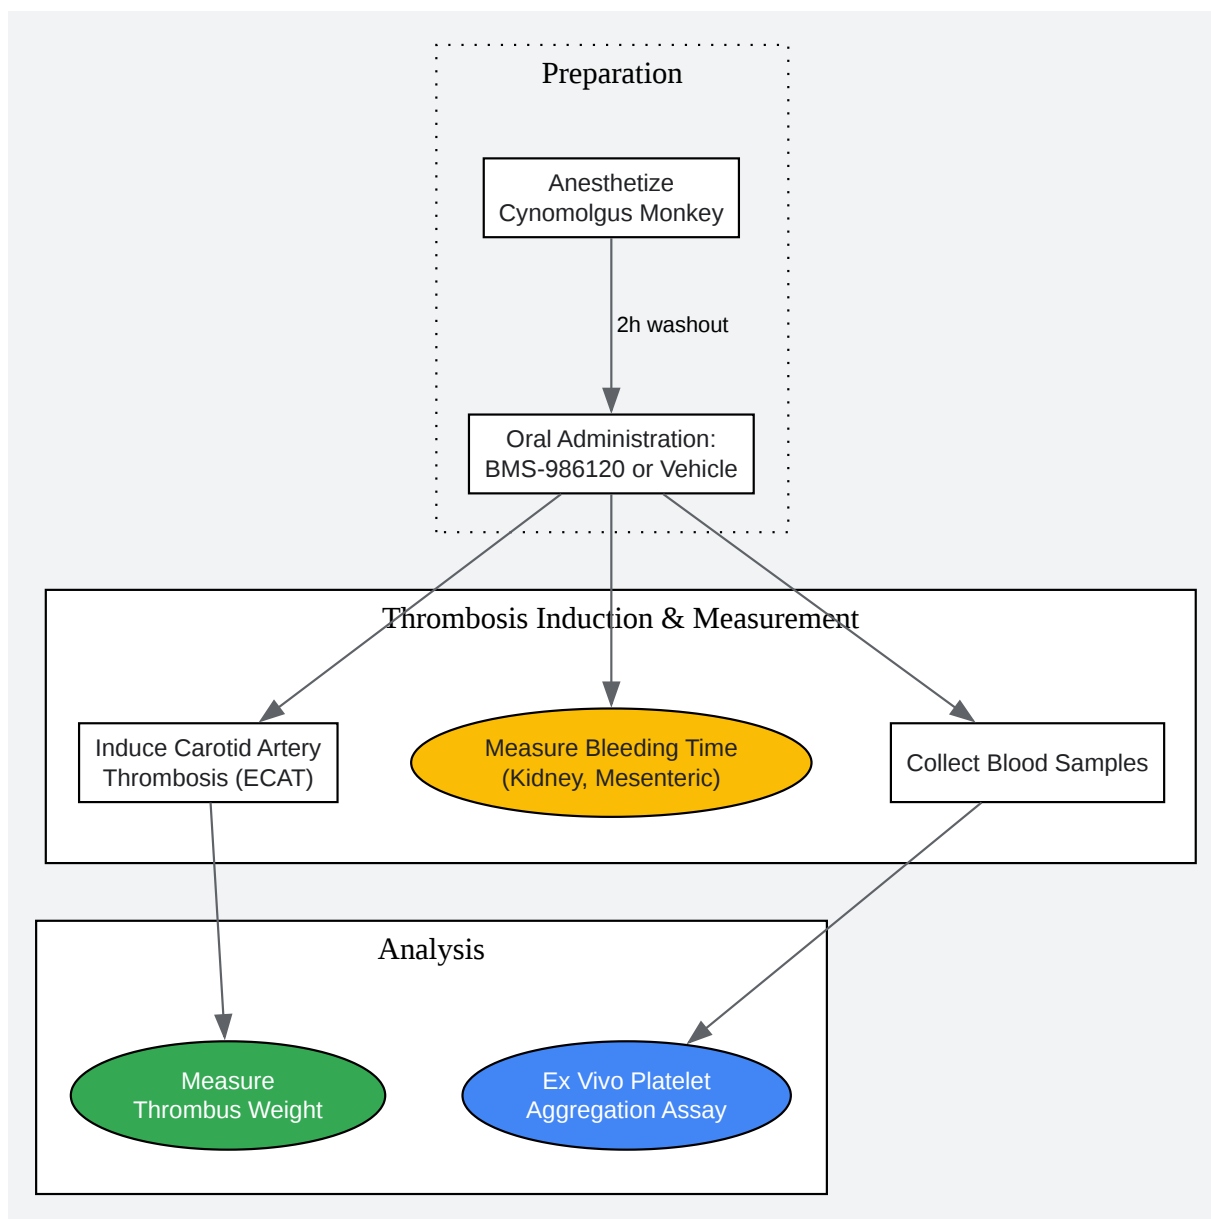 Preparation
Anesthetize
Cynomolgus Monkey
2h washout
Oral Administration:
BMS-986120 or Vehicle
Thrombosis Induction & Measurement
Induce Carotid Artery
Thrombosis (ECAT)
Measure Bleeding Time
(Kidney, Mesenteric)
Collect Blood Samples
Analysis
Measure
Thrombus Weight
Ex Vivo Platelet
Aggregation Assay